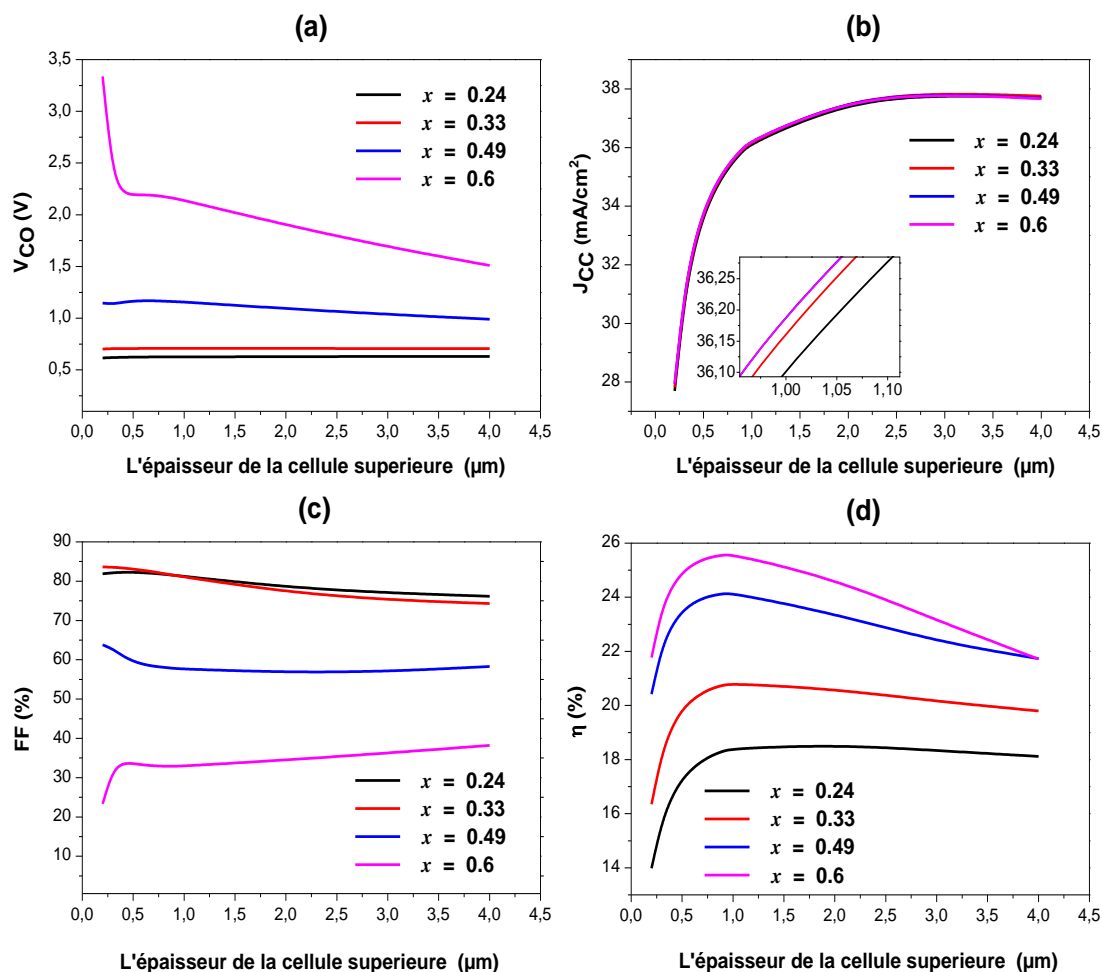 (a)
3,5
3,0
2,5
2,0
1,5
1,0
0,5
V_CO (V)
x = 0.24
x = 0.33
x = 0.49
x = 0.6
0,0 0,5 1,0 1,5 2,0 2,5 3,0 3,5 4,0 4,5
L'épaisseur de la cellule superieure (µm)
(b)
38
36
34
32
30
28
J_CC (mA/cm²)
x = 0.24
x = 0.33
x = 0.49
x = 0.6
36,25
36,20
36,15
36,10
1,00 1,05 1,10
0,0 0,5 1,0 1,5 2,0 2,5 3,0 3,5 4,0 4,5
L'épaisseur de la cellule superieure (µm)
(c)
90
80
70
60
50
40
30
20
10
FF (%)
x = 0.24
x = 0.33
x = 0.49
x = 0.6
0,0 0,5 1,0 1,5 2,0 2,5 3,0 3,5 4,0 4,5
L'épaisseur de la cellule superieure (µm)
(d)
26
24
22
20
18
16
14
η (%)
x = 0.24
x = 0.33
x = 0.49
x = 0.6
0,0 0,5 1,0 1,5 2,0 2,5 3,0 3,5 4,0 4,5
L'épaisseur de la cellule superieure (µm)